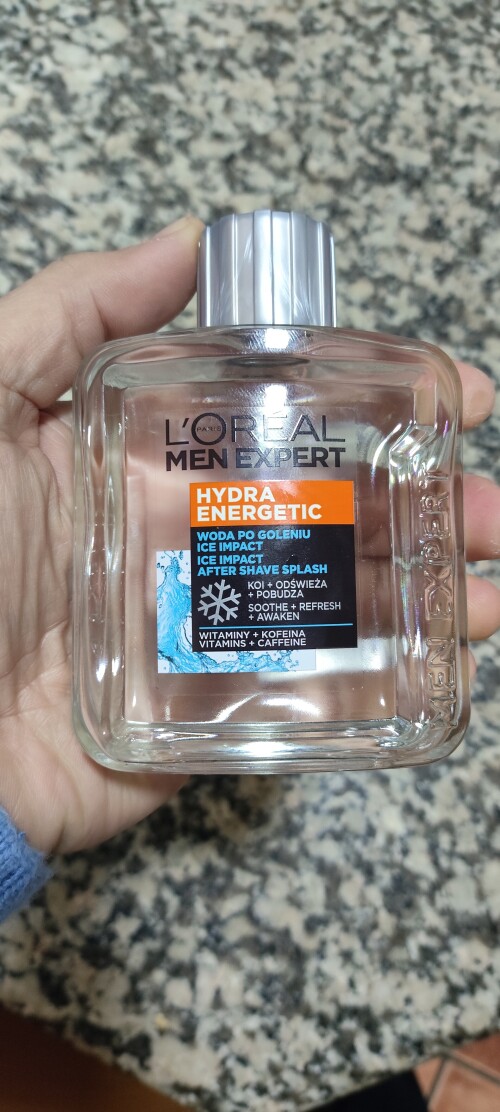 L'ORÉAL
PARIS
MEN EXPERT
HYDRA
ENERGETIC
WODA PO GOLENIU
ICE IMPACT
ICE IMPACT
AFTER SHAVE SPLASH
KOI + ODŚWIEŻA
+ POBUDZA
SOOTHE + REFRESH
+ AWAKEN
WITAMINY + KOFEINA
VITAMINS + CAFFEINE
MEN EXPERT